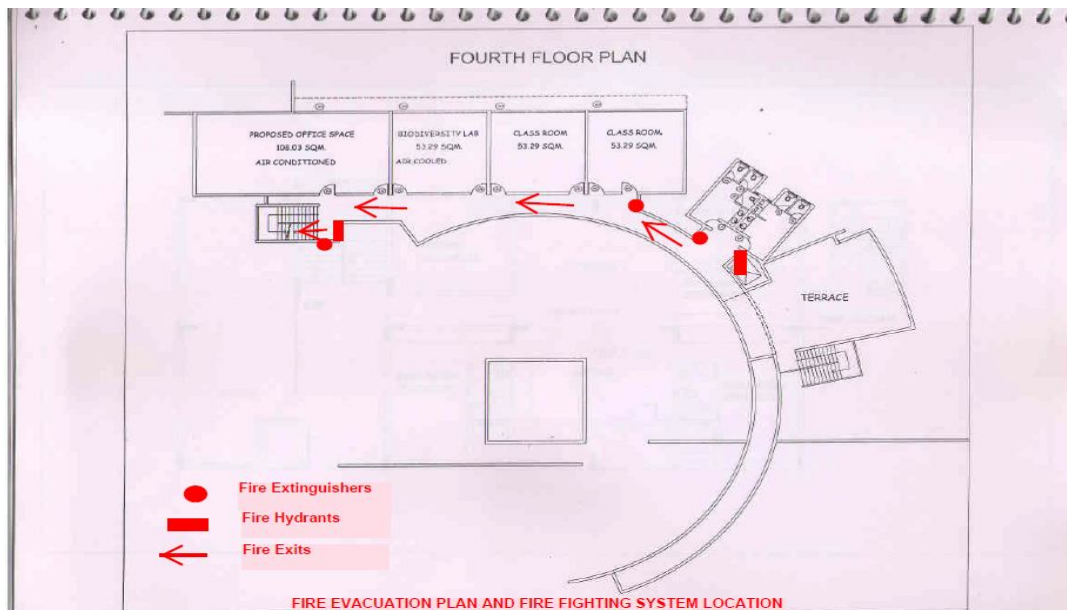 FOURTH FLOOR PLAN
PROPOSED OFFICE SPACE
108.03 SQM.
AIR CONDITIONED
BIODIVERSITY LAB
53.29 SQM.
AIR COOLED
CLASS ROOM
53.29 SQM.
CLASS ROOM
53.29 SQM.
TERRACE
Fire Extinguishers
Fire Hydrants
Fire Exits
FIRE EVACUATION PLAN AND FIRE FIGHTING SYSTEM LOCATION